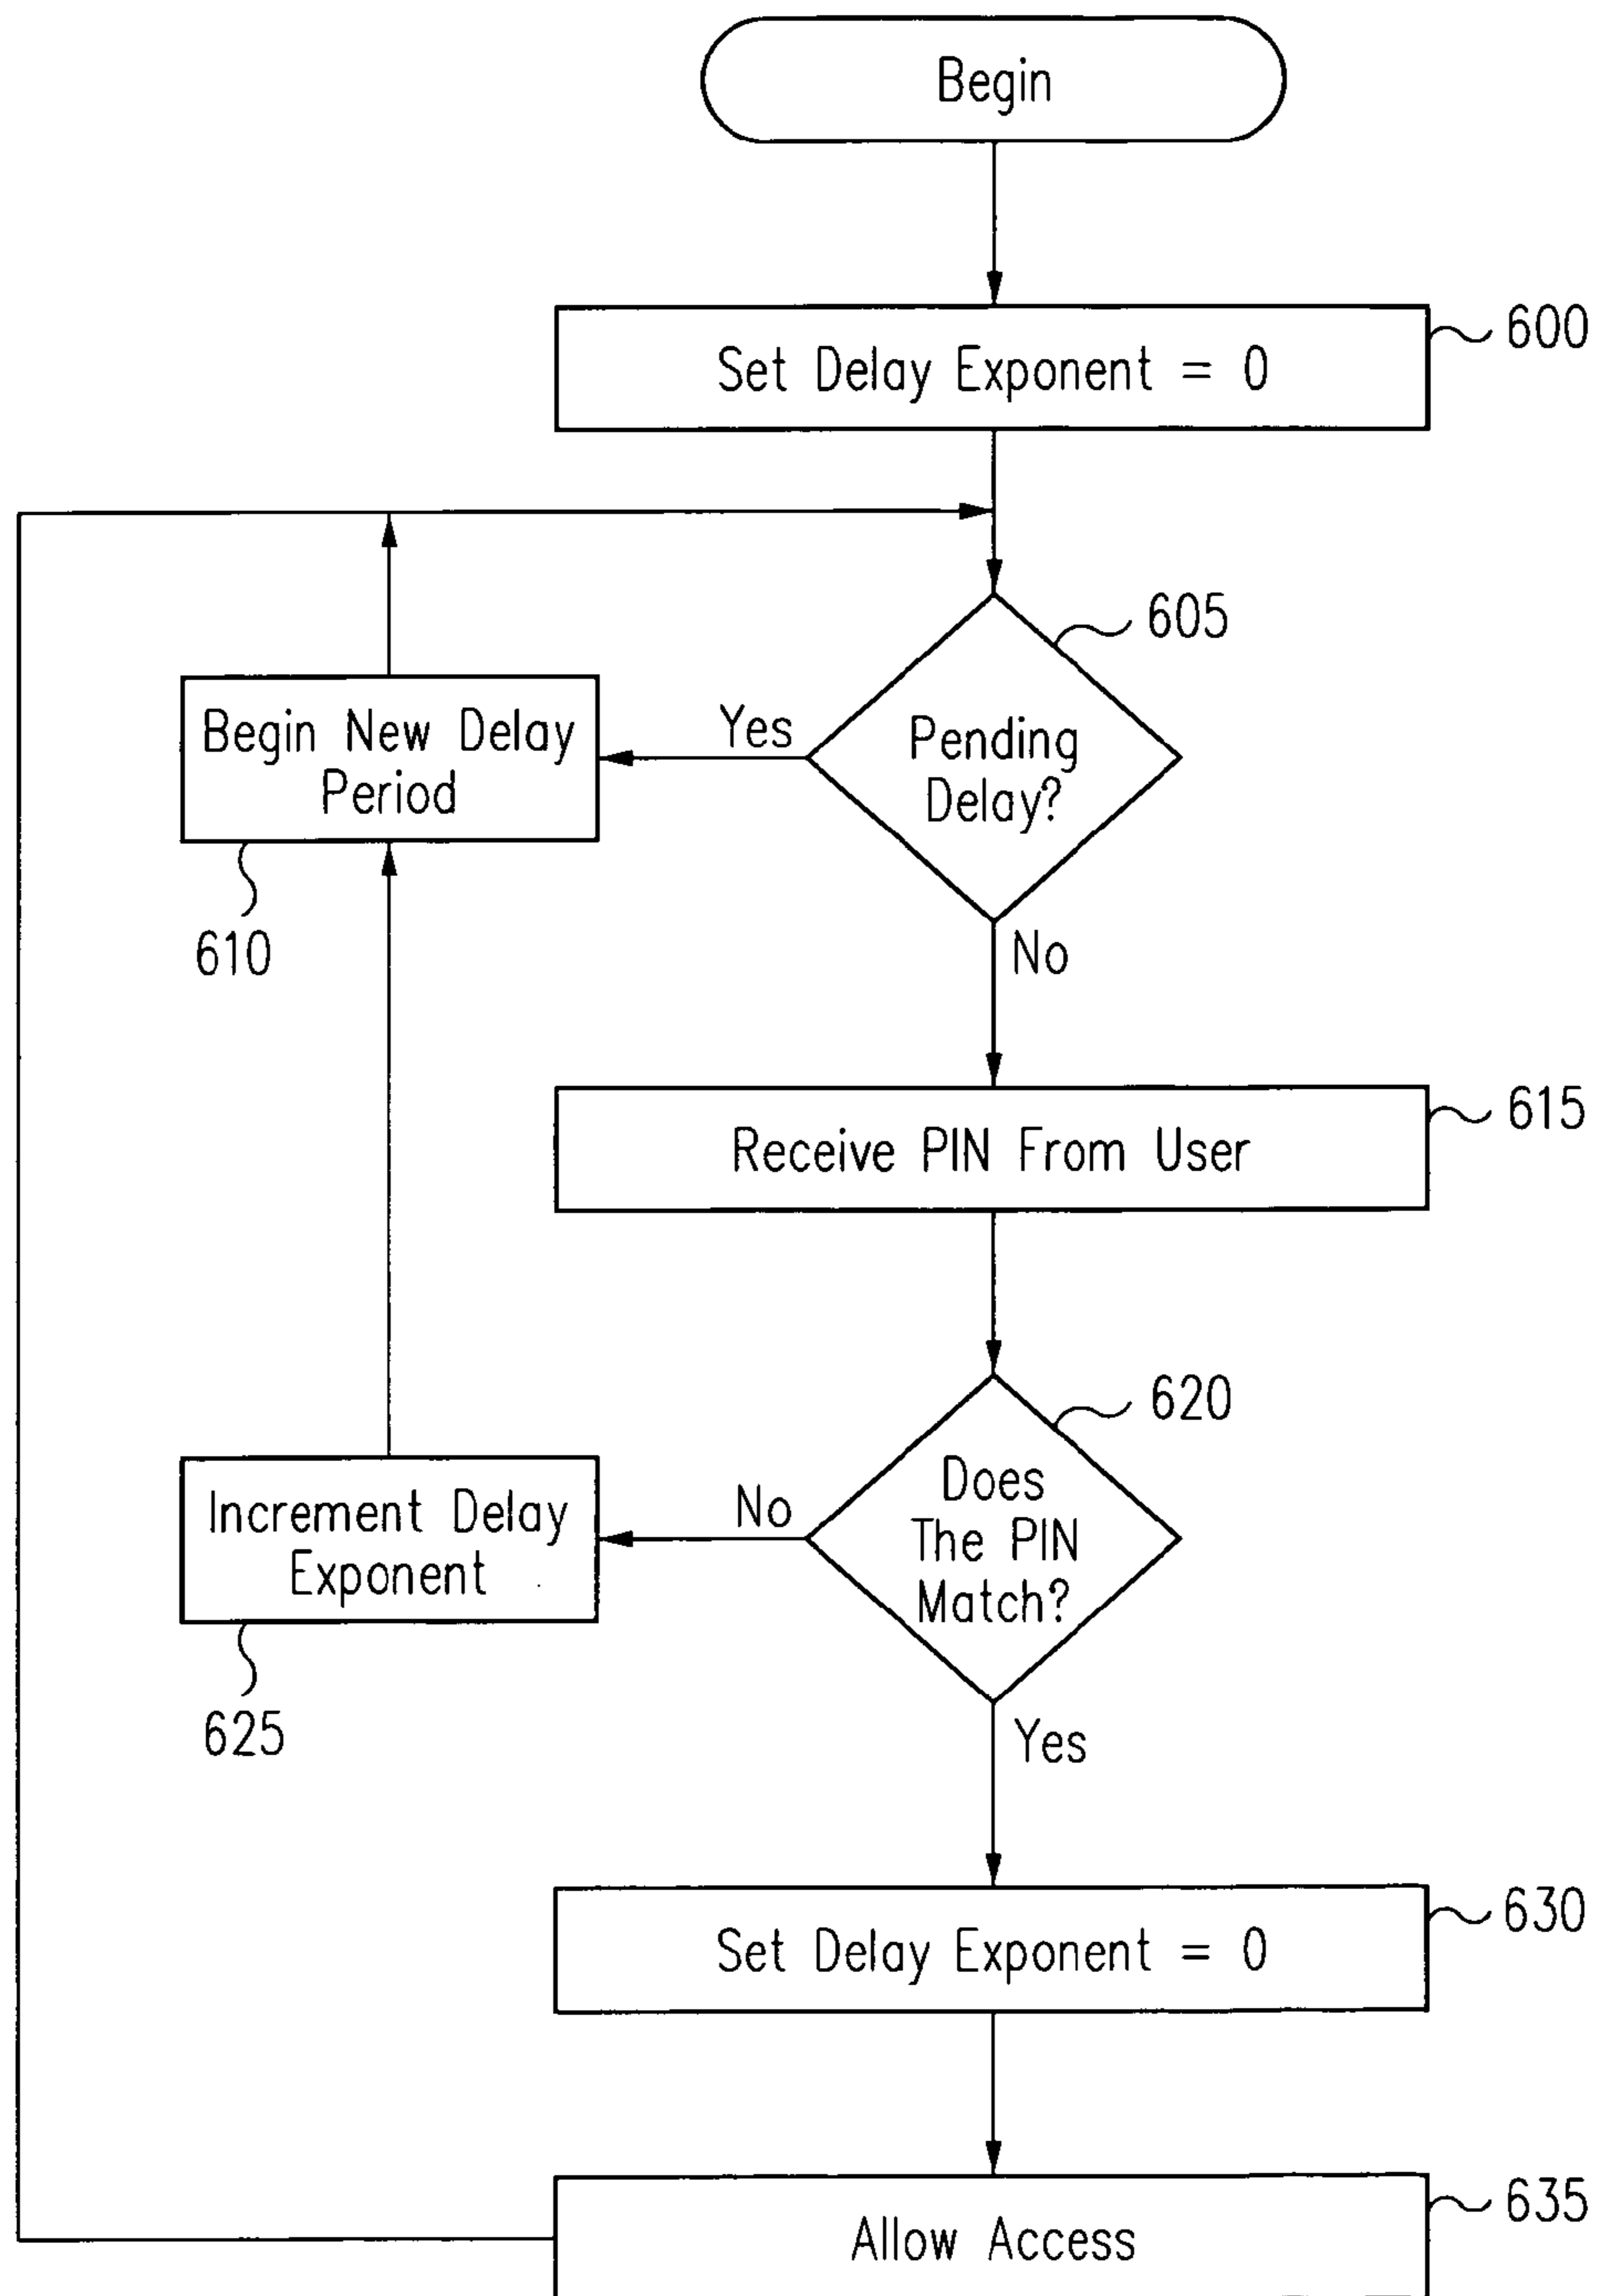 Begin
600
Set Delay Exponent = 0
605
Begin New Delay
Period
Yes
Pending
Delay?
610
No
615
Receive PIN From User
620
Increment Delay
Exponent
No
Does
The PIN
Match?
625
Yes
630
Set Delay Exponent = 0
635
Allow Access